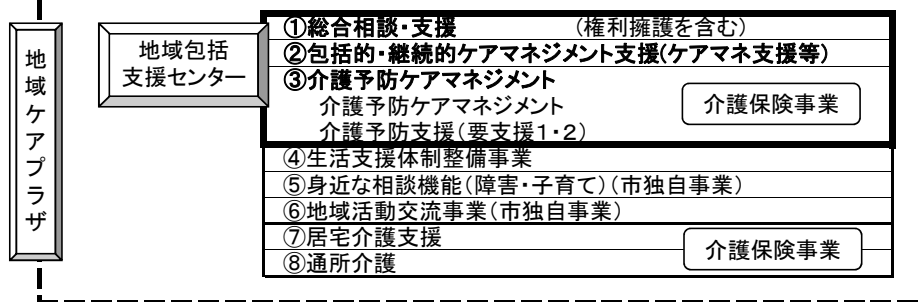 地域ケアプラザ
地域包括
支援センター
①総合相談・支援　(権利擁護を含む)
②包括的・継続的ケアマネジメント支援(ケアマネ支援等)
③介護予防ケアマネジメント
介護予防ケアマネジメント
介護予防支援(要支援1・2)
介護保険事業
④生活支援体制整備事業
⑤身近な相談機能(障害・子育て)(市独自事業)
⑥地域活動交流事業(市独自事業)
⑦居宅介護支援
⑧通所介護
介護保険事業